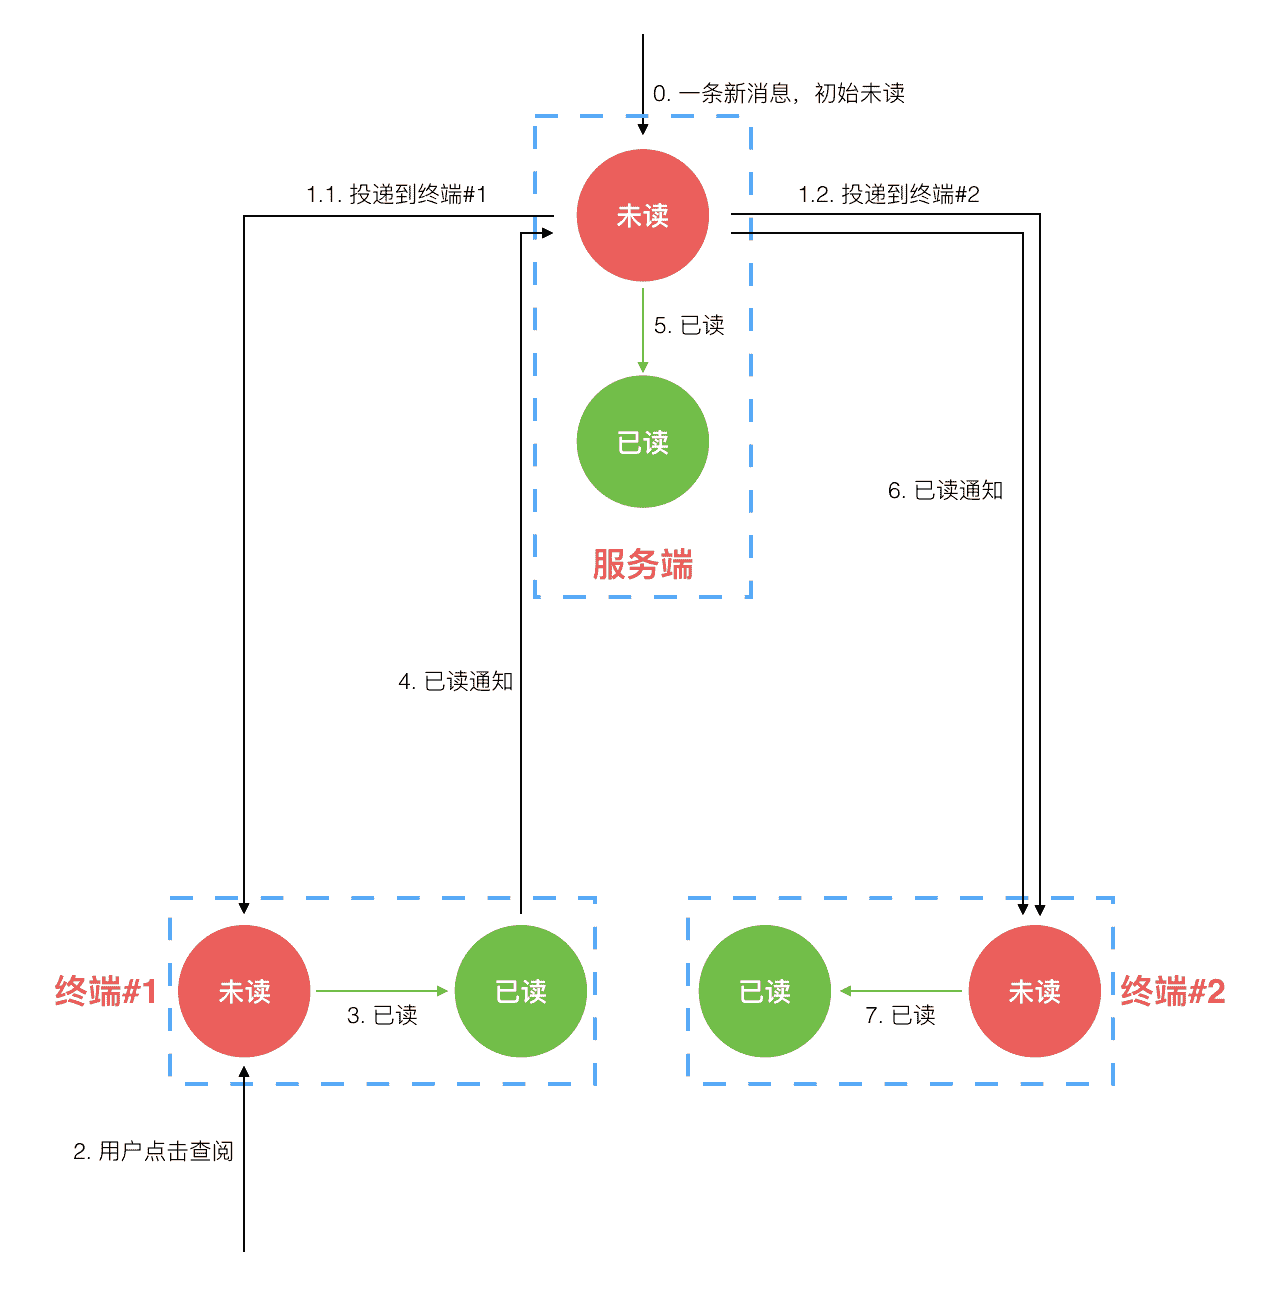 0. 一条新消息，初始未读
1.1. 投递到终端#1
1.2. 投递到终端#2
未读
5. 已读
已读
6. 已读通知
服务端
4. 已读通知
终端#1
未读
3. 已读
已读
已读
7. 已读
未读
终端#2
2. 用户点击查阅